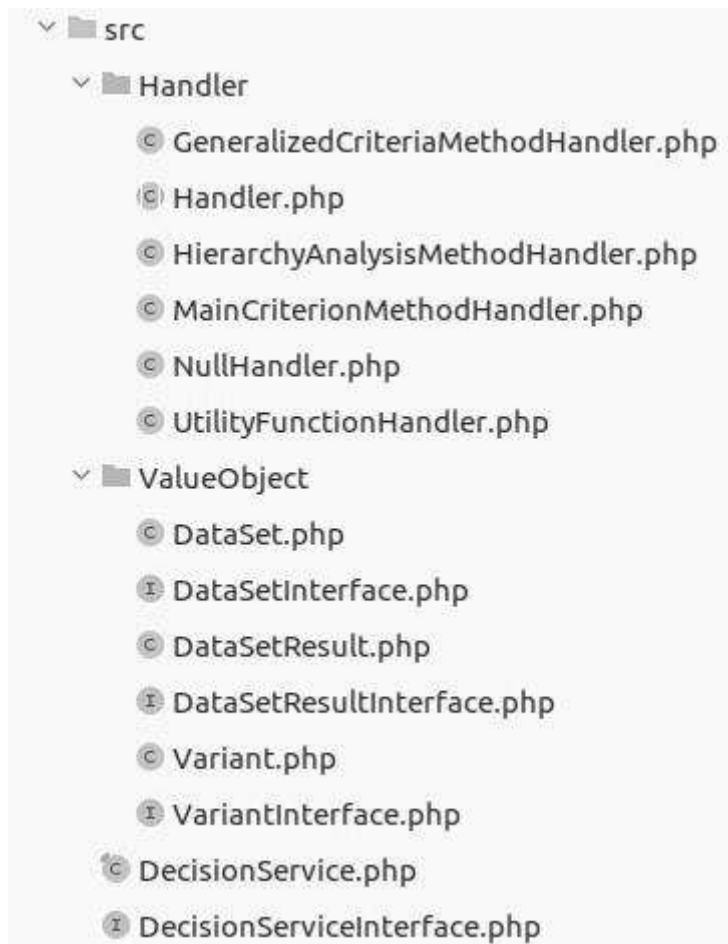 src
Handler
GeneralizedCriteriaMethodHandler.php
Handler.php
HierarchyAnalysisMethodHandler.php
MainCriterionMethodHandler.php
NullHandler.php
UtilityFunctionHandler.php
ValueObject
DataSet.php
DataSetInterface.php
DataSetResult.php
DataSetResultInterface.php
Variant.php
VariantInterface.php
DecisionService.php
DecisionServiceInterface.php